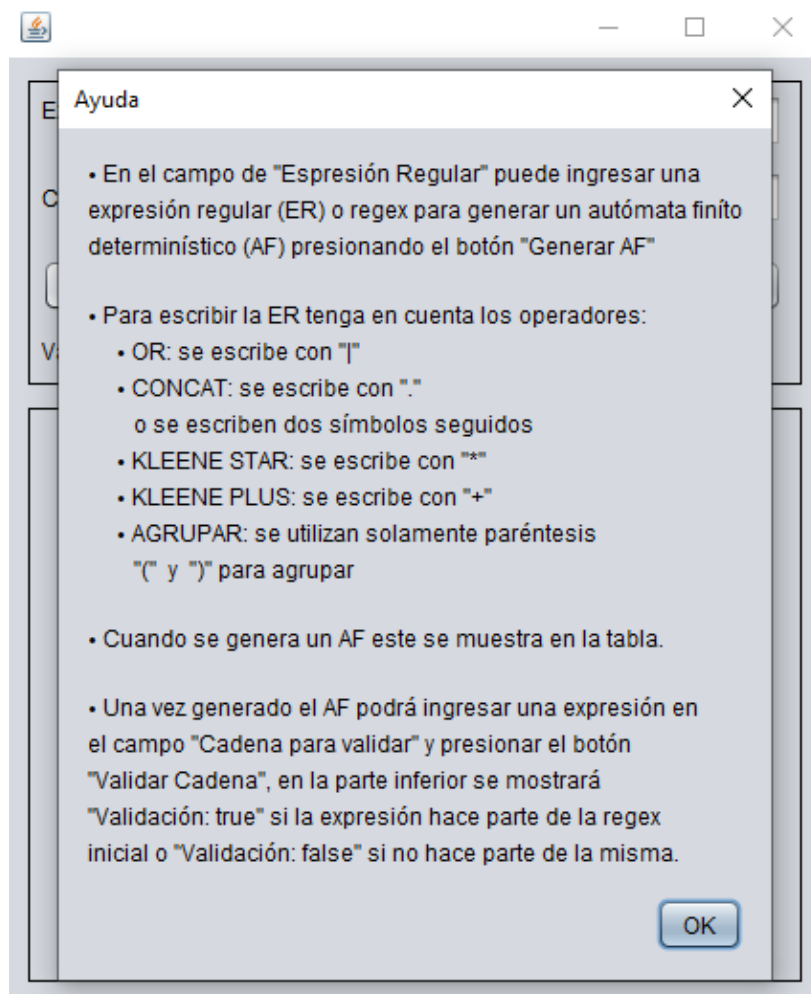 Ayuda
• En el campo de "Espresión Regular" puede ingresar una
expresión regular (ER) o regex para generar un autómata finíto
determinístico (AF) presionando el botón "Generar AF"
• Para escribir la ER tenga en cuenta los operadores:
• OR: se escribe con "|"
• CONCAT: se escribe con "."
o se escriben dos símbolos seguidos
• KLEENE STAR: se escribe con "*"
• KLEENE PLUS: se escribe con "+"
• AGRUPAR: se utilizan solamente paréntesis
"(" y ")" para agrupar
• Cuando se genera un AF este se muestra en la tabla.
• Una vez generado el AF podrá ingresar una expresión en
el campo "Cadena para validar" y presionar el botón
"Validar Cadena", en la parte inferior se mostrará
"Validación: true" si la expresión hace parte de la regex
inicial o "Validación: false" si no hace parte de la misma.
OK